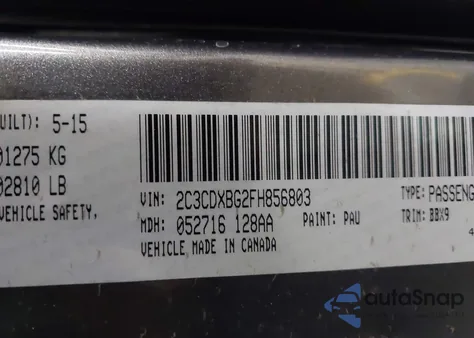 UILT): 5-15
01275 KG
02810 LB
VEHICLE SAFETY,
VIN: 2C3CDXBG2FH856803
TYPE: PASSENG
MDH: 052716 128AA
PAINT: PAU
TRIM: BBX9
VEHICLE MADE IN CANADA
4
autoSnap